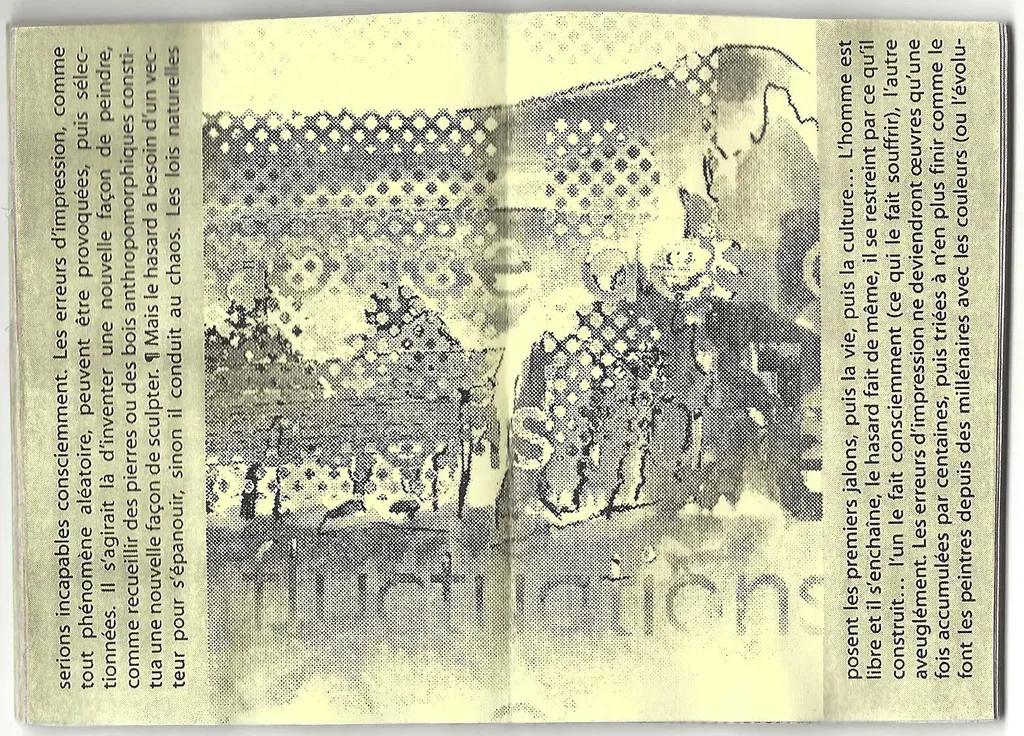 serions incapables consciemment. Les erreurs d'impression, comme
tout phénomène aléatoire, peuvent être provoquées, puis sélec-
tionnées. Il s'agirait là d'inventer une nouvelle façon de peindre,
comme recueillir des pierres ou des bois anthropomorphiques consti-
tua une nouvelle façon de sculpter. ¶ Mais le hasard a besoin d'un vec-
teur pour s'épanouir, sinon il conduit au chaos. Les lois naturelles
fluctuations
posent les premiers jalons, puis la vie, puis la culture... L'homme est
libre et il s'enchaîne, le hasard fait de même, il se restreint par ce qu'il
construit... l'un le fait consciemment (ce qui le fait souffrir), l'autre
aveuglément. Les erreurs d'impression ne deviendront œuvres qu'une
fois accumulées par centaines, puis triées à n'en plus finir comme le
font les peintres depuis des millénaires avec les couleurs (ou l'évolu-